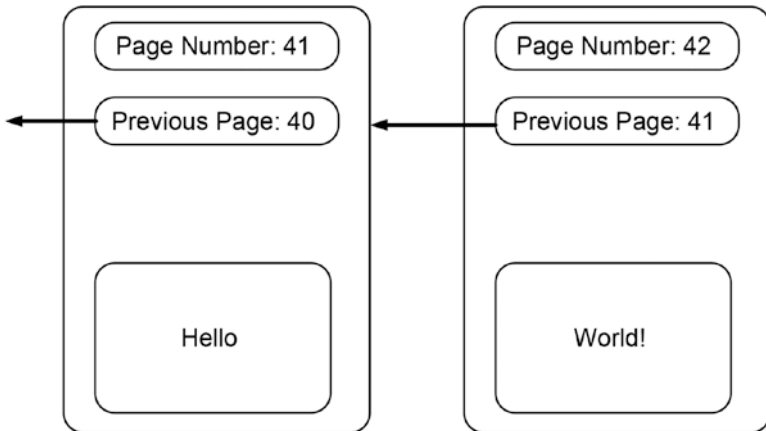 Page Number: 41
Previous Page: 40
Hello
Page Number: 42
Previous Page: 41
World!